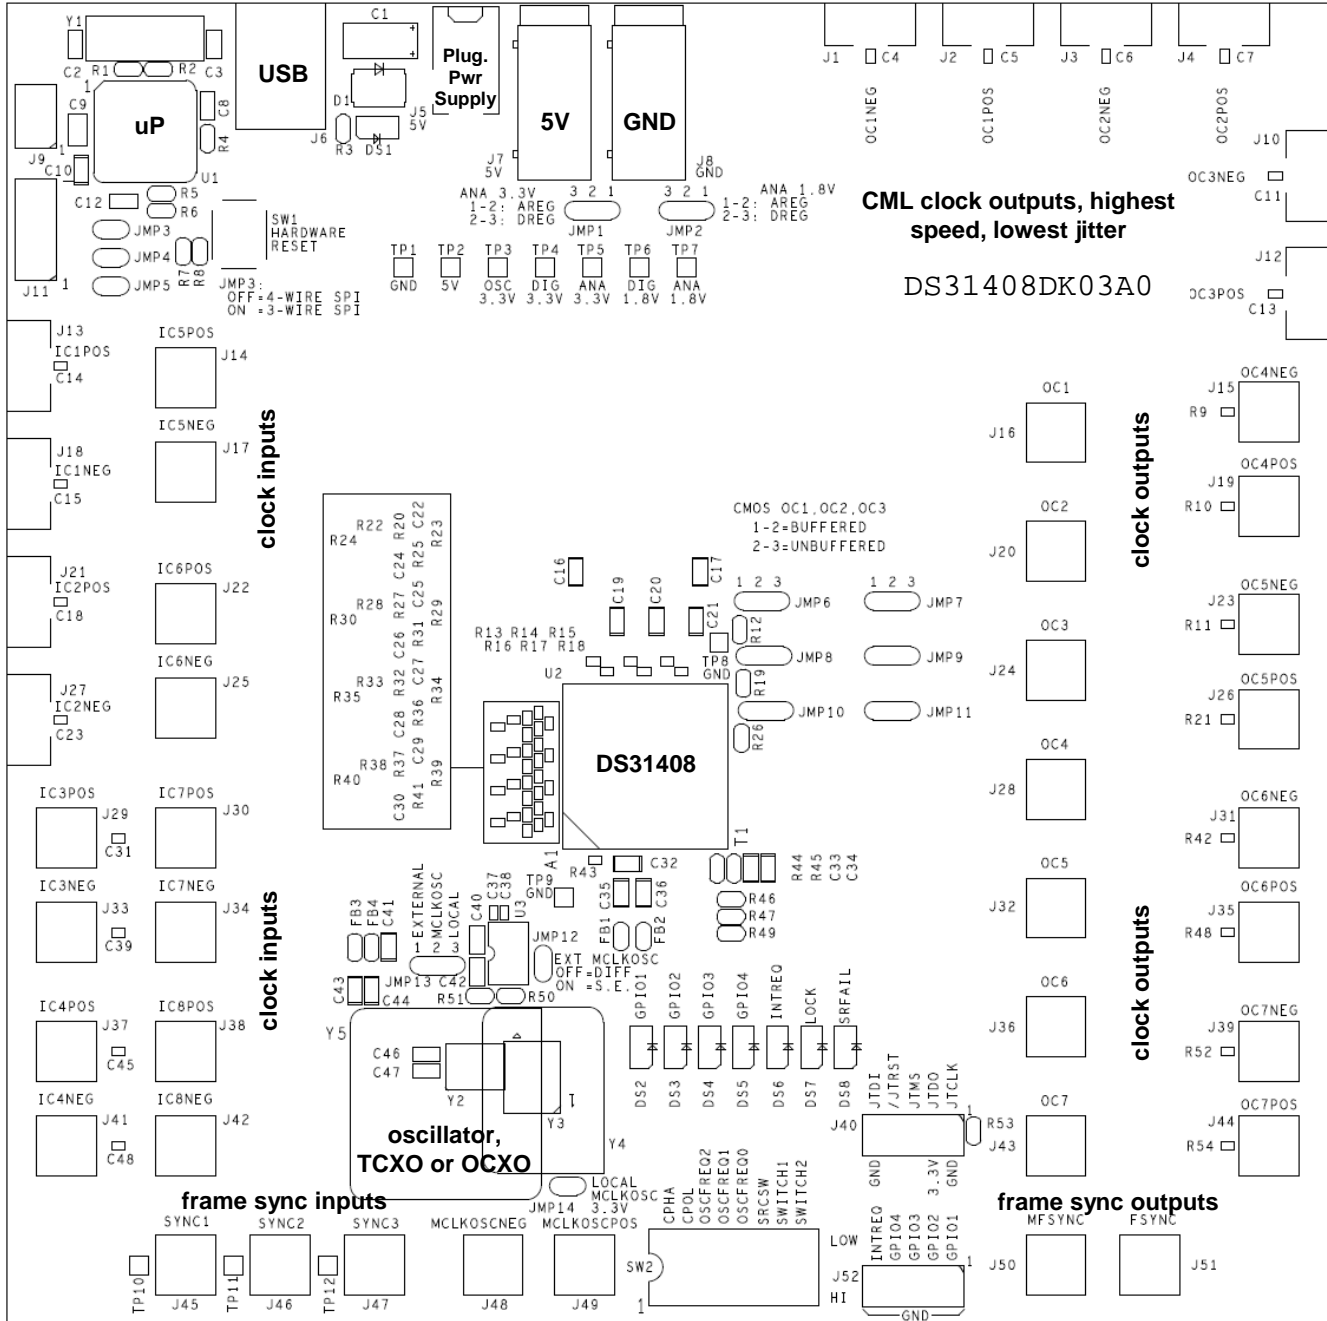 Y1
C2 R1 R2 C3
1
C9
uP
C8
R4
J9 1
C10
U1
C12
R5
R6
JMP3
JMP4
JMP5
R7 R8
J11 1
USB
J6
C1
D1
R3 DS1
J5
5V
Plug.
Pwr
Supply
5V
GND
J7
5V
J8
GND
SW1
HARDWARE
RESET
JMP3:
OFF=4-WIRE SPI
ON =3-WIRE SPI
ANA 3.3V 3 2 1
1-2: AREG
2-3: DREG
JMP1
3 2 1 ANA 1.8V
1-2: AREG
2-3: DREG
JMP2
TP1 TP2 TP3 TP4 TP5 TP6 TP7
GND 5V OSC DIG ANA DIG ANA
3.3V 3.3V 3.3V 1.8V 1.8V
J1 C4 J2 C5 J3 C6 J4 C7
OC1NEG OC1POS OC2NEG OC2POS
J10
OC3NEG
C11
CML clock outputs, highest
speed, lowest jitter
DS31408DK03A0
J12
OC3POS
C13
J13
IC1POS
C14
IC5POS
J14
J18
IC1NEG
C15
IC5NEG
J17
clock inputs
J21
IC2POS
C18
IC6POS
J22
J27
IC2NEG
C23
IC6NEG
J25
R24 R22 R20 C22 R23
C24 R25
R30 R28 R27 C25 R29
C26 R31
R35 R33 R32 C27 R34
C28 R36
R40 R38 R37 C29 R39
C30 R41
CMOS OC1,OC2,OC3
1-2=BUFFERED
2-3=UNBUFFERED
C16 C19 C20 C17
C21
1 2 3 JMP6
1 2 3 JMP7
R12
R13 R14 R15
R16 R17 R18
TP8
GND
JMP8 JMP9
U2
R19
JMP10 JMP11
R26
DS31408
A1
R43
C32
T1
R44 R45 C33 C34
C35 C36
R46
R47
R49
FB1 FB2
TP9
GND
OC1
J16
OC2
J20
OC3
J24
OC4
J28
OC5
J32
OC6
J36
OC7
J43
clock outputs
OC4NEG
J15
R9
OC4POS
J19
R10
OC5NEG
J23
R11
OC5POS
J26
R21
OC6NEG
J31
R42
OC6POS
J35
R48
clock outputs
OC7NEG
J39
R52
OC7POS
J44
R54
IC3POS
J29
C31
IC7POS
J30
IC3NEG
J33
C39
IC7NEG
J34
clock inputs
IC4POS
J37
C45
IC8POS
J38
IC4NEG
J41
C48
IC8NEG
J42
FB3 FB4 C41
EXTERNAL MCLKOSC LOCAL
1 2 3
C40 C37 C38
U3
JMP12
EXT MCLKOSC
OFF=DIFF
ON =S.E.
JMP13 C42
C43 C44
R51 R50
Y5
C46
C47
Y2
1
Y3
Y4
oscillator,
TCXO or OCXO
JMP14
LOCAL
MCLKOSC
3.3V
GPIO1 GPIO2 GPIO3 GPIO4 INTREQ LOCK SRFAIL
DS2 DS3 DS4 DS5 DS6 DS7 DS8
JTDI /JTRST JTMS JTDO JTCLK
J40
1
R53
GND 3.3V GND
frame sync inputs
SYNC1 SYNC2 SYNC3
TP10 J45 TP11 J46 TP12 J47
MCLKOSCNEG MCLKOSCPOS
J48 J49
CPHA CPOL OSCFREQ2 OSCFREQ1 OSCFREQ0 SRCSW SWITCH1 SWITCH2
SW2
1
LOW
HI
INTREQ GPIO4 GPIO3 GPIO2 GPIO1
J52
1
GND
frame sync outputs
MFSYNC FSYNC
J50 J51